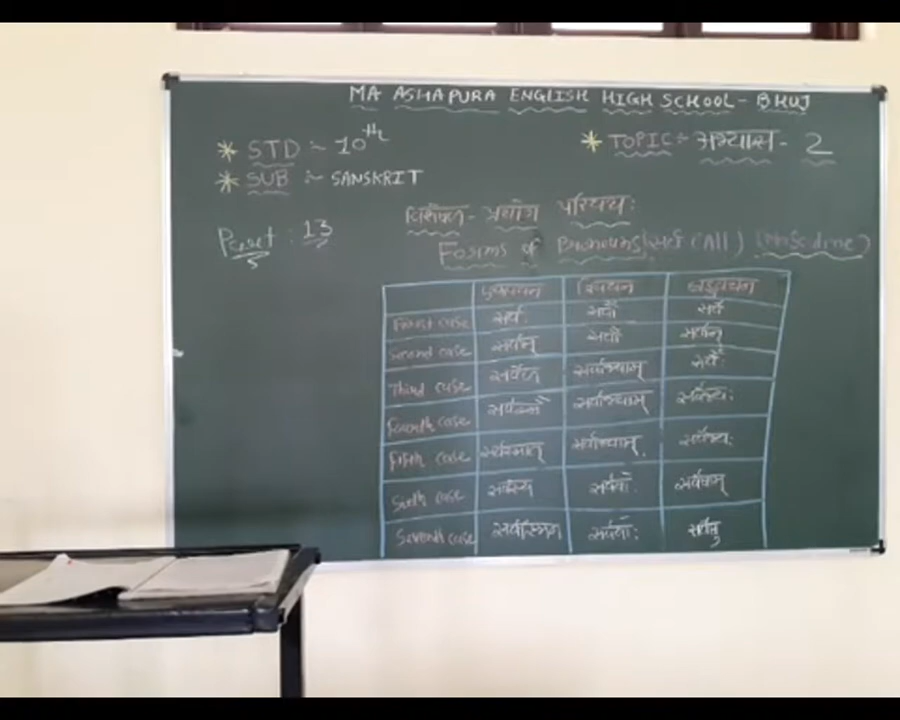 MA ASHAPURA ENGLISH HIGH SCHOOL - BHUJ
* STD :- 10th
* TOPIC :- अभ्यास - 2
* SUB :- SANSKRIT
Part : 13
विशेषण - प्रयोग परिचयः
Forms of Pronouns (सर्व (All) (Masculine)
एकवचन द्विवचन बहुवचन
First case सर्वः सर्वौ सर्वे
Second case सर्वान् सर्वौ सर्वान्
Third case सर्वेण सर्वाभ्याम् सर्वैः
Fourth case सर्वस्मै सर्वाभ्याम् सर्वेभ्यः
Fifth case सर्वस्मात् सर्वाभ्याम् सर्वेभ्यः
Sixth case सर्वस्य सर्वयोः सर्वेषाम्
Seventh case सर्वस्मिन् सर्वयोः सर्वेषु